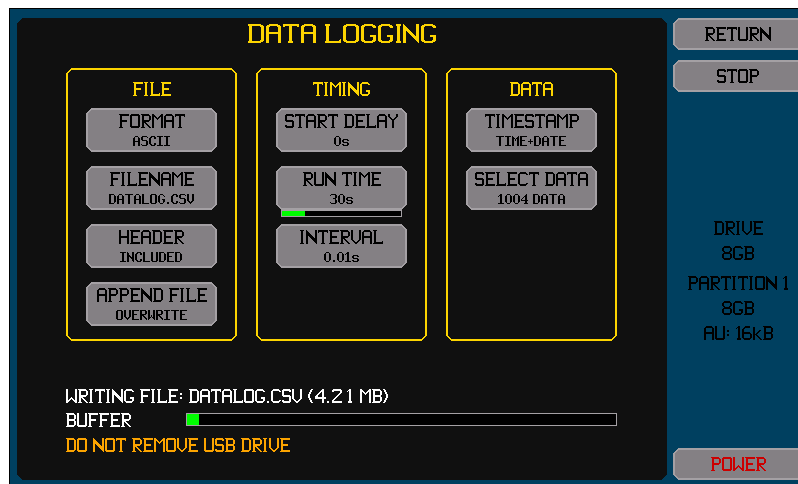 DATA LOGGING
FILE
FORMAT
ASCII
FILENAME
DATALOG.CSV
HEADER
INCLUDED
APPEND FILE
OVERWRITE
TIMING
START DELAY
0s
RUN TIME
30s
INTERVAL
0.01s
DATA
TIMESTAMP
TIME+DATE
SELECT DATA
1004 DATA
WRITING FILE: DATALOG.CSV (4.21 MB)
BUFFER
DO NOT REMOVE USB DRIVE
RETURN
STOP
DRIVE
8GB
PARTITION 1
8GB
AU: 16kB
POWER